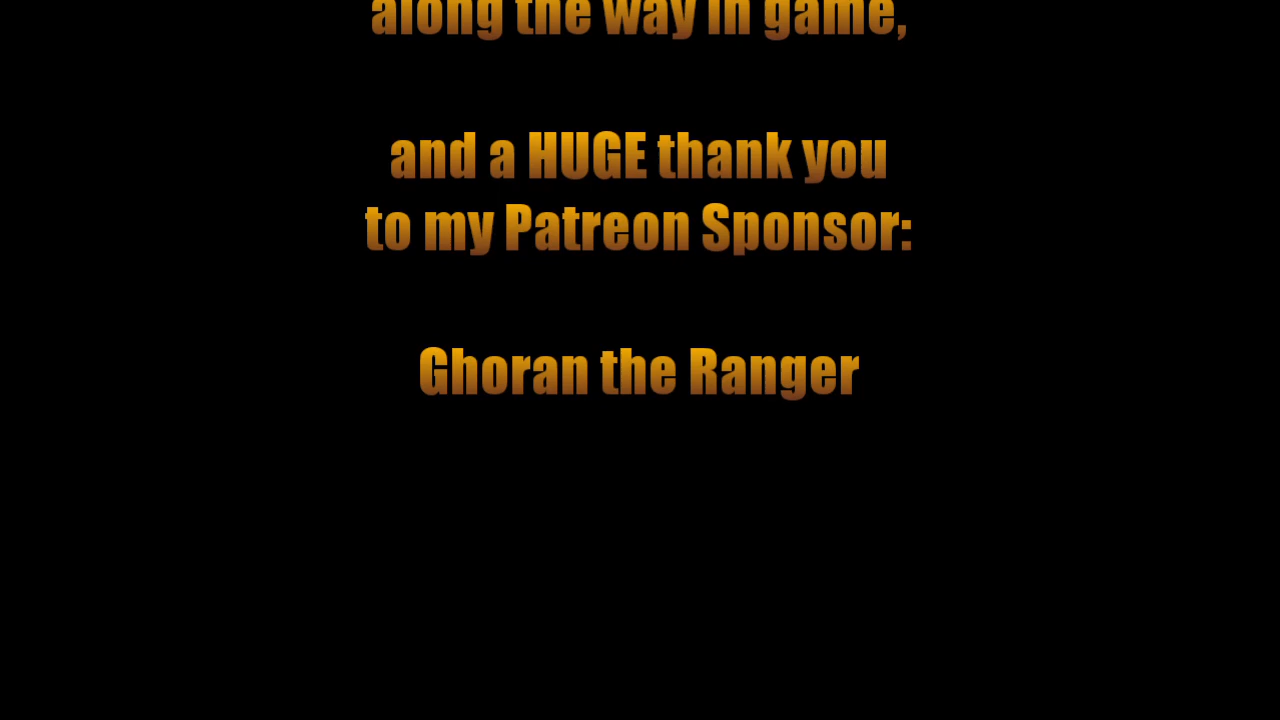 along the way in game,
and a HUGE thank you
to my Patreon Sponsor:
Ghoran the Ranger